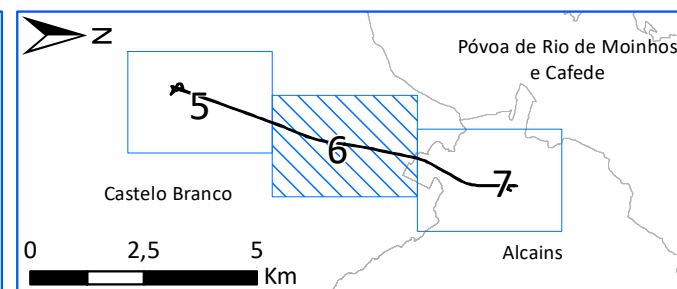 N
Póvoa de Rio de Moinhos
e Cafede
5
6
7
Castelo Branco
Alcains
0 2,5 5
Km